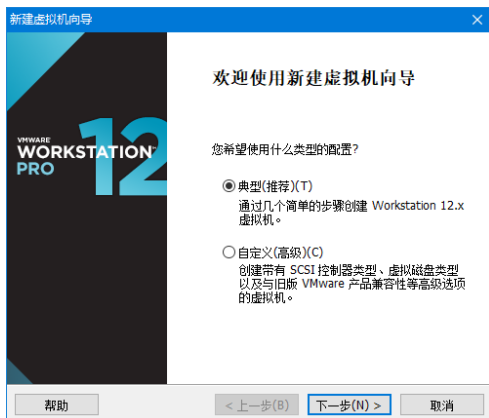 新建虚拟机向导
欢迎使用新建虚拟机向导
VMWARE
WORKSTATION
PRO
12
您希望使用什么类型的配置?
典型(推荐)(T)
通过几个简单的步骤创建 Workstation 12.x
虚拟机。
自定义(高级)(C)
创建带有 SCSI 控制器类型、虚拟磁盘类型
以及与旧版 VMware 产品兼容性等高级选项
的虚拟机。
帮助
< 上一步(B)
下一步(N) >
取消